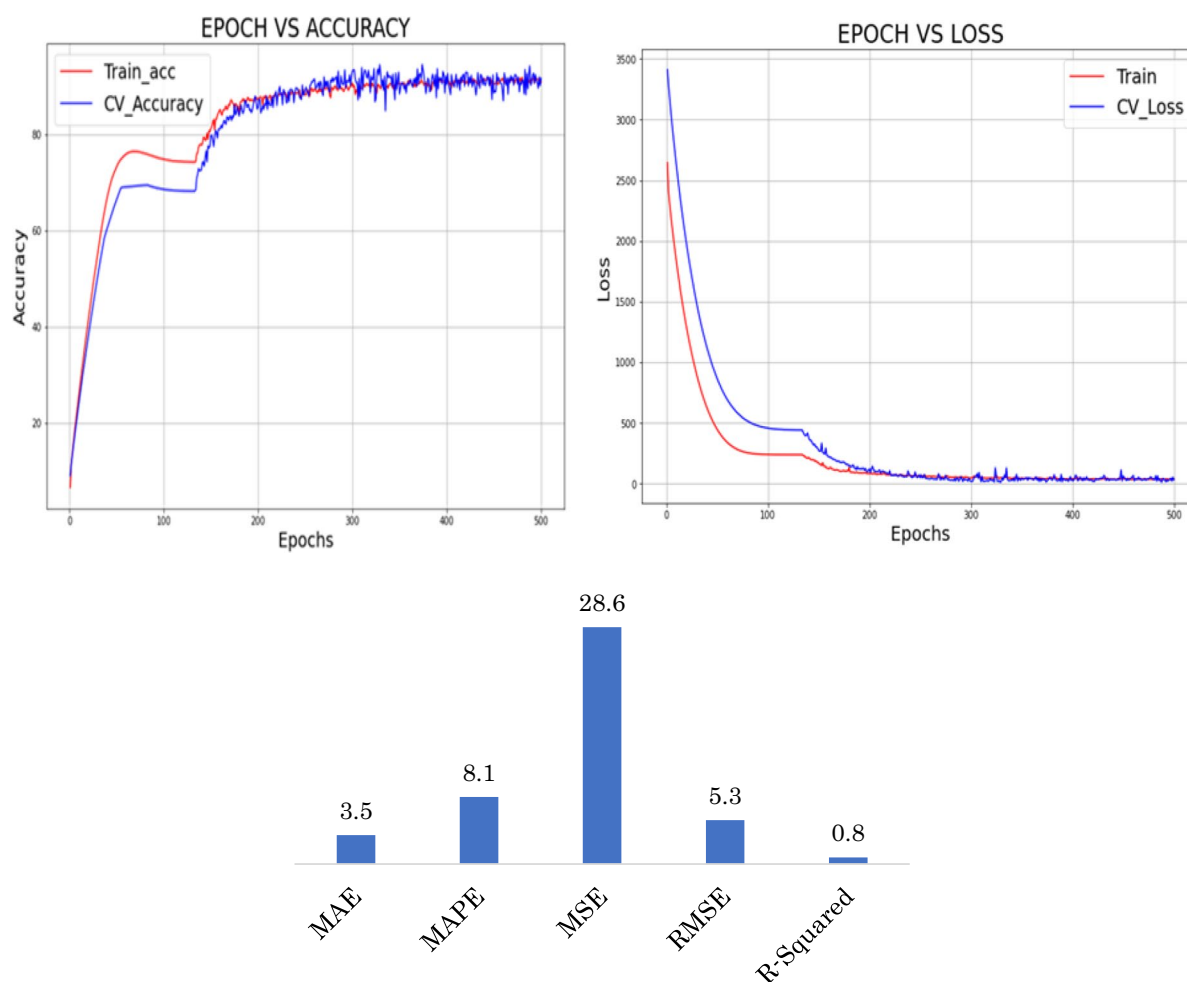 EPOCH VS ACCURACY
Train_acc
CV_Accuracy
80
60
40
20
Accuracy
0 100 200 300 400 500
Epochs
EPOCH VS LOSS
Train
CV_Loss
3500
3000
2500
2000
1500
1000
500
0
Loss
0 100 200 300 400 500
Epochs
28.6
8.1
5.3
3.5
0.8
MAE
MAPE
MSE
RMSE
R-Squared